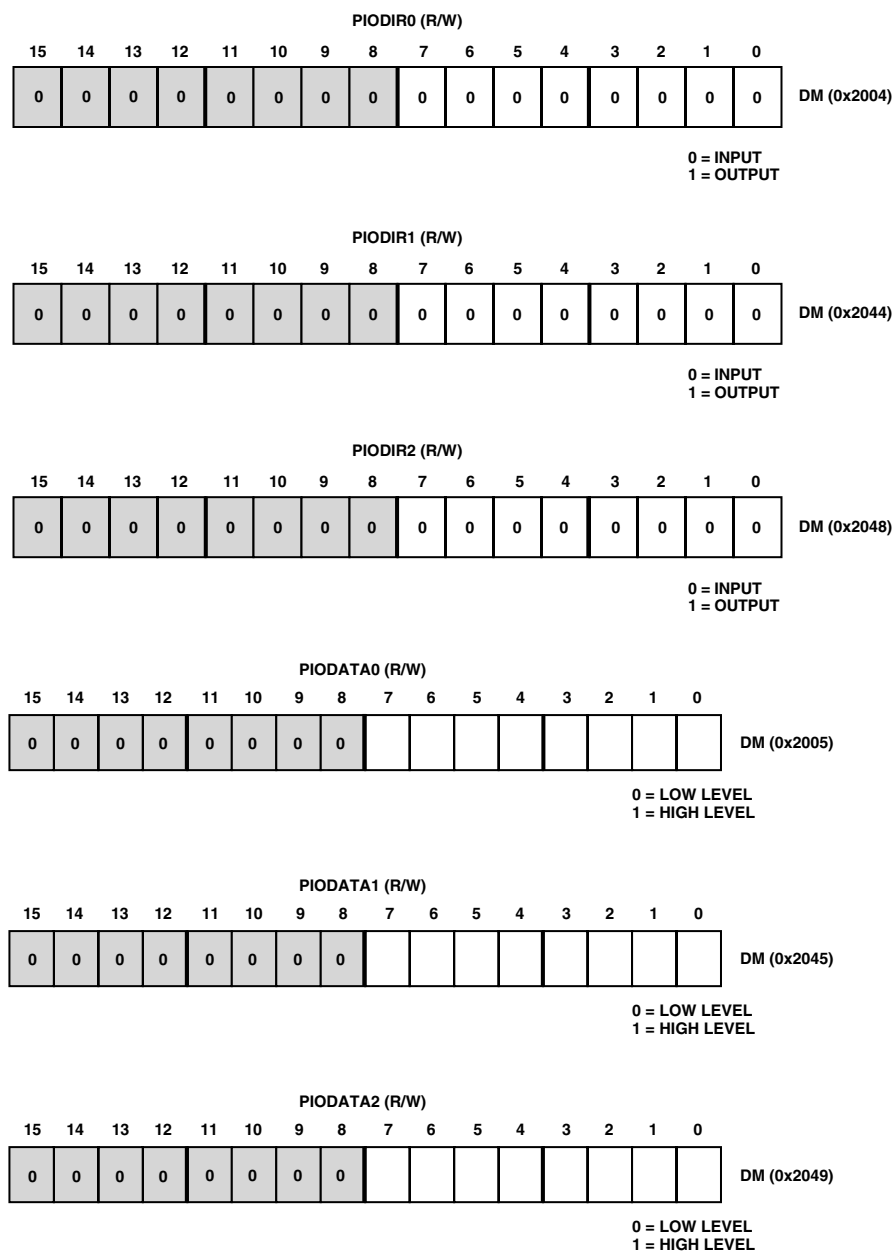 PIODIR0 (R/W)
15 14 13 12 11 10 9 8 7 6 5 4 3 2 1 0
0 0 0 0 0 0 0 0 0 0 0 0 0 0 0 0 DM (0x2004)
0 = INPUT
1 = OUTPUT
PIODIR1 (R/W)
15 14 13 12 11 10 9 8 7 6 5 4 3 2 1 0
0 0 0 0 0 0 0 0 0 0 0 0 0 0 0 0 DM (0x2044)
0 = INPUT
1 = OUTPUT
PIODIR2 (R/W)
15 14 13 12 11 10 9 8 7 6 5 4 3 2 1 0
0 0 0 0 0 0 0 0 0 0 0 0 0 0 0 0 DM (0x2048)
0 = INPUT
1 = OUTPUT
PIODATA0 (R/W)
15 14 13 12 11 10 9 8 7 6 5 4 3 2 1 0
0 0 0 0 0 0 0 0 DM (0x2005)
0 = LOW LEVEL
1 = HIGH LEVEL
PIODATA1 (R/W)
15 14 13 12 11 10 9 8 7 6 5 4 3 2 1 0
0 0 0 0 0 0 0 0 DM (0x2045)
0 = LOW LEVEL
1 = HIGH LEVEL
PIODATA2 (R/W)
15 14 13 12 11 10 9 8 7 6 5 4 3 2 1 0
0 0 0 0 0 0 0 0 DM (0x2049)
0 = LOW LEVEL
1 = HIGH LEVEL